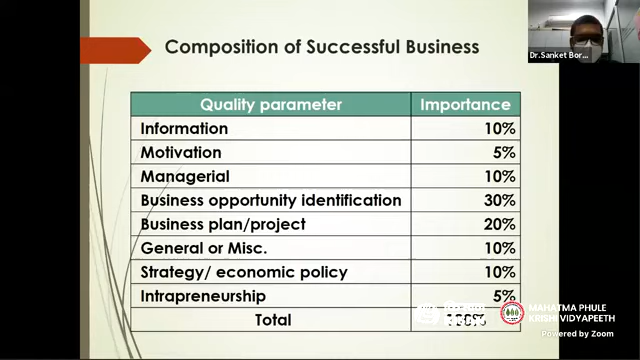 Composition of Successful Business
Dr.Sanket Bor...
Quality parameter Importance
Information 10%
Motivation 5%
Managerial 10%
Business opportunity identification 30%
Business plan/project 20%
General or Misc. 10%
Strategy/ economic policy 10%
Intrapreneurship 5%
Total 100%
MAHATMA PHULE
KRISHI VIDYAPEETH
Powered by Zoom